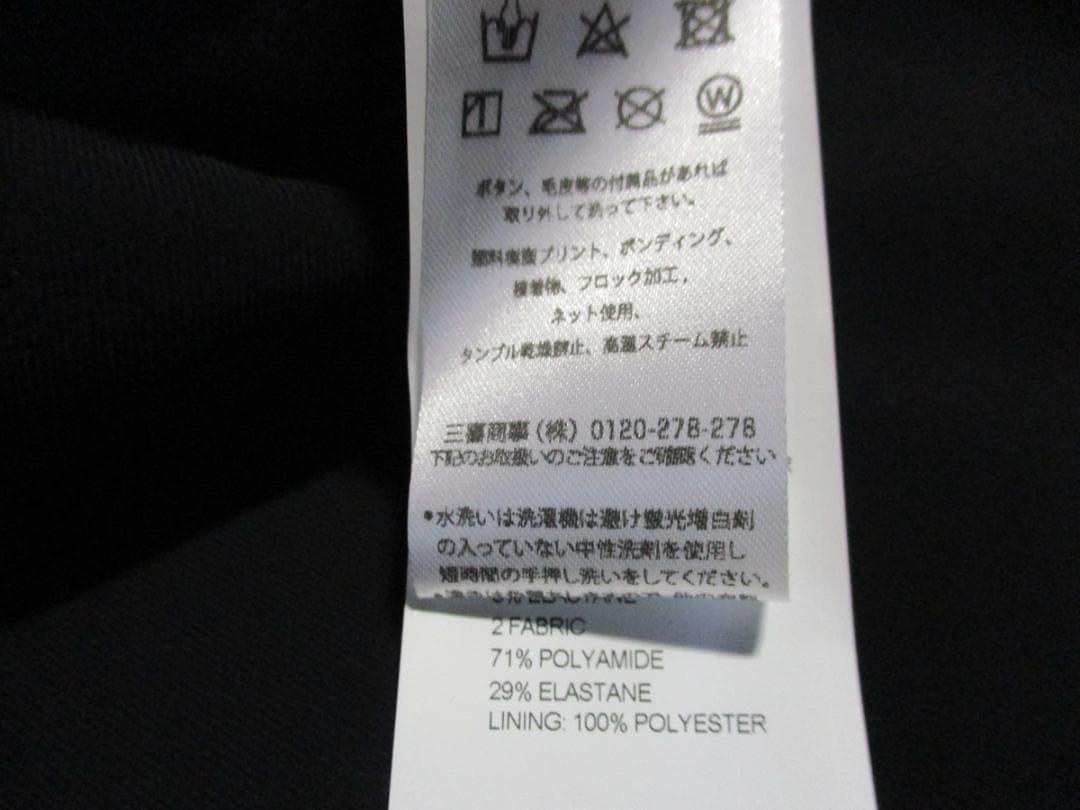 W
ボタン、毛皮等の付属品があれば
取り外して洗って下さい。
顔料樹脂プリント、ボンディング、
接着物、フロック加工、
ネット使用、
タンブル乾燥禁止、高温スチーム禁止
三喜商事(株) 0120-278-278
下記のお取扱いのご注意をご確認ください
•水洗いは洗濯機は避け蛍光増白剤
の入っていない中性洗剤を使用し
短時間の手押し洗いをしてください。
2 FABRIC
71% POLYAMIDE
29% ELASTANE
LINING: 100% POLYESTER